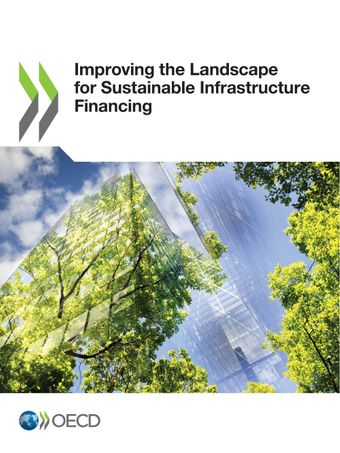 Improving the Landscape
for Sustainable Infrastructure
Financing
OECD